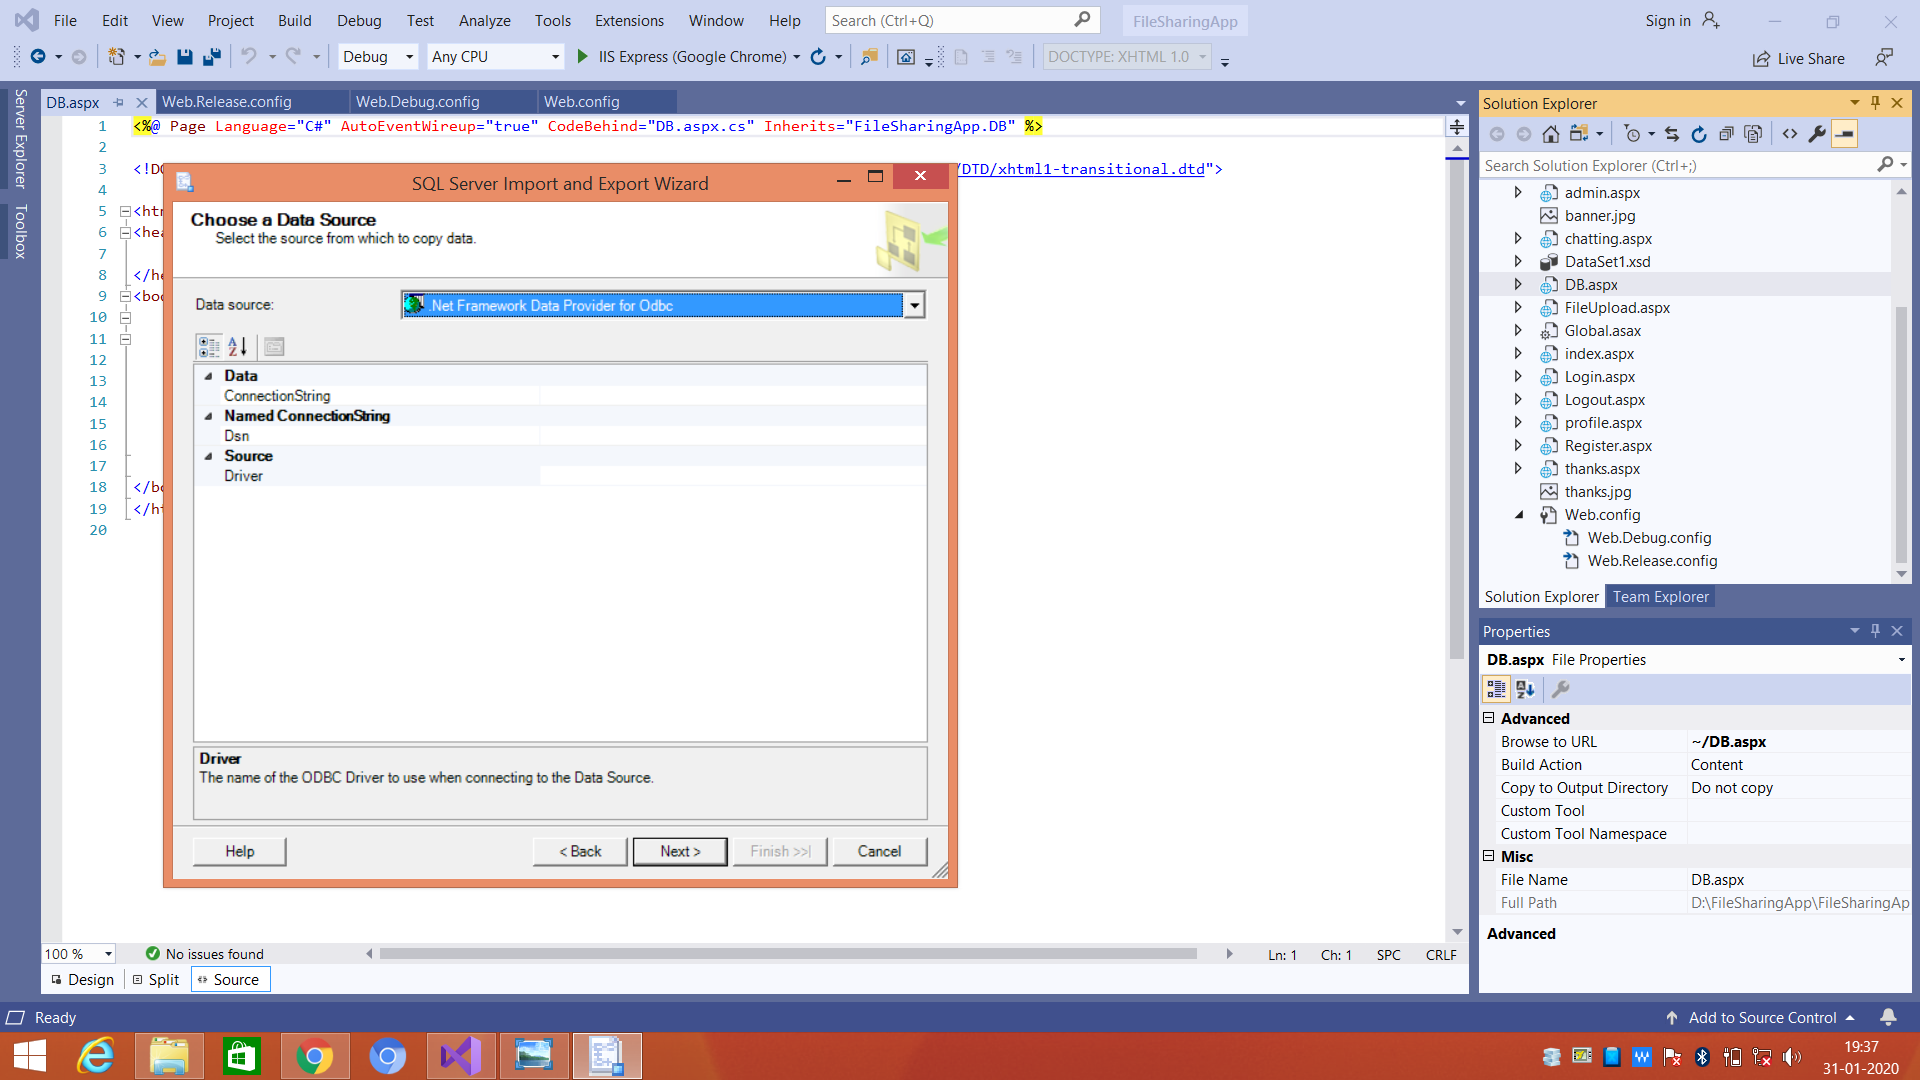 File Edit View Project Build Debug Test Analyze Tools Extensions Window Help Search (Ctrl+Q) FileSharingApp Sign in
Debug Any CPU IIS Express (Google Chrome) DOCTYPE: XHTML 1.0 Live Share
Server Explorer
Toolbox
DB.aspx Web.Release.config Web.Debug.config Web.config
1 <%@ Page Language="C#" AutoEventWireup="true" CodeBehind="DB.aspx.cs" Inherits="FileSharingApp.DB" %>
2
3 <!DO /DTD/xhtml1-transitional.dtd">
4
5 <htm
6 <hea
7
8 </he
9 <bod
10
11
12
13
14
15
16
17
18 </bo
19 </ht
20
SQL Server Import and Export Wizard
Choose a Data Source
Select the source from which to copy data.
Data source: .Net Framework Data Provider for Odbc
Data
ConnectionString
Named ConnectionString
Dsn
Source
Driver
Driver
The name of the ODBC Driver to use when connecting to the Data Source.
Help < Back Next > Finish >>| Cancel
100 % No issues found Ln: 1 Ch: 1 SPC CRLF
Design Split Source
Solution Explorer
Search Solution Explorer (Ctrl+;)
admin.aspx
banner.jpg
chatting.aspx
DataSet1.xsd
DB.aspx
FileUpload.aspx
Global.asax
index.aspx
Login.aspx
Logout.aspx
profile.aspx
Register.aspx
thanks.aspx
thanks.jpg
Web.config
Web.Debug.config
Web.Release.config
Solution Explorer Team Explorer
Properties
DB.aspx File Properties
Advanced
Browse to URL ~/DB.aspx
Build Action Content
Copy to Output Directory Do not copy
Custom Tool
Custom Tool Namespace
Misc
File Name DB.aspx
Full Path D:\FileSharingApp\FileSharingAp
Advanced
Ready Add to Source Control
19:37
31-01-2020